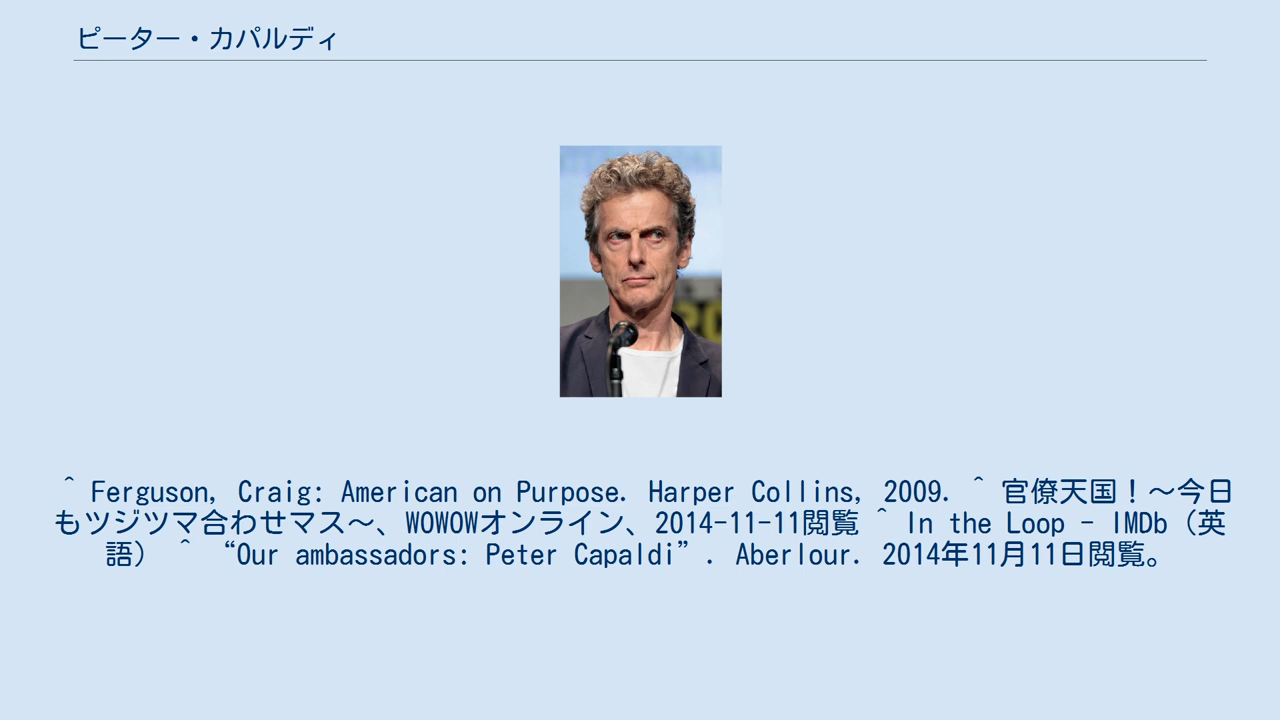 ピーター・カパルディ
^ Ferguson, Craig: American on Purpose. Harper Collins, 2009. ^ 官僚天国！〜今日
もツジツマ合わせマス〜、WOWOWオンライン、2014-11-11閲覧 ^ In the Loop - IMDb（英
語） ^ “Our ambassadors: Peter Capaldi”. Aberlour. 2014年11月11日閲覧。